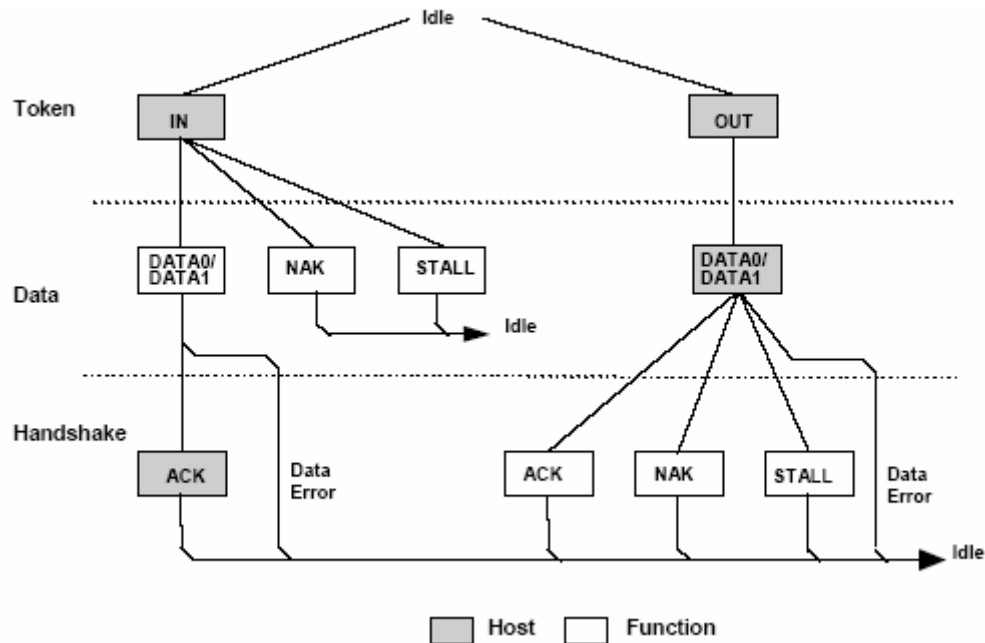 Idle
Token
IN
OUT
DATA0/
DATA1
NAK
STALL
DATA0/
DATA1
Data
Idle
Handshake
ACK
Data
Error
ACK
NAK
STALL
Data
Error
Idle
Host
Function